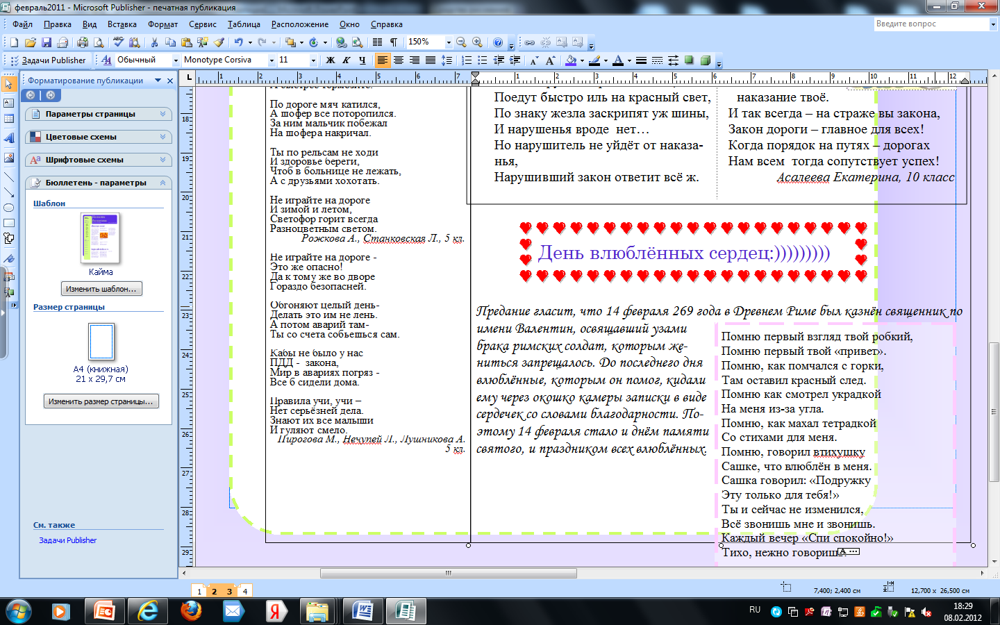 февраль2011 - Microsoft Publisher - печатная публикация
Файл Правка Вид Вставка Формат Сервис Таблица Расположение Окно Справка
Введите вопрос
150%
Задачи Publisher
Обычный
Monotype Corsiva
11
Ж К Ч
Форматирование публикации
Параметры страницы
Цветовые схемы
Шрифтовые схемы
Бюллетень - параметры
Шаблон
Кайма
Изменить шаблон...
Размер страницы
A4 (книжная)
21 x 29,7 см
Изменить размер страницы...
См. также
Задачи Publisher
По дороге мяч катился,
А шофер все поторопился.
За ним мальчик побежал
На шофера накричал.
Ты по рельсам не ходи
И здоровье береги,
Чтоб в больнице не лежать,
А с друзьями хохотать.
Не играйте на дороге
И зимой и летом,
Светофор горит всегда
Разноцветным светом.
Рожкова А., Станковская Л., 5 кл.
Не играйте на дороге -
Это же опасно!
Да к тому же во дворе
Гораздо безопасней.
Обгоняют целый день-
Делать это им не лень.
А потом аварий там-
Ты со счета собьешься сам.
Кабы не было у нас
ПДД - закона,
Мир в авариях погряз -
Все б сидели дома.
Правила учи, учи –
Нет серьёзней дела.
Знают их все малыши
И гуляют смело.
Пирогова М., Нечупей Л., Лушникова А.
5 кл.
Поедут быстро иль на красный свет,
По знаку жезла заскрипят уж шины,
И нарушенья вроде нет…
Но нарушитель не уйдёт от наказа-
нья,
Нарушивший закон ответит всё ж.
наказание твоё.
И так всегда – на страже вы закона,
Закон дороги – главное для всех!
Когда порядок на путях – дорогах
Нам всем тогда сопутствует успех!
Асалеева Екатерина, 10 класс
День влюблённых сердец:)))))))))
Предание гласит, что 14 февраля 269 года в Древнем Риме был казнён священник по
имени Валентин, освящавший узами
брака римских солдат, которым же-
ниться запрещалось. До последнего дня
влюблённые, которым он помог, кидали
ему через окошко камеры записки в виде
сердечек со словами благодарности. По-
этому 14 февраля стало и днём памяти
святого, и праздником всех влюблённых.
Помню первый взгляд твой робкий,
Помню первый твой «привет».
Помню, как помчался с горки,
Там оставил красный след.
Помню как смотрел украдкой
На меня из-за угла.
Помню, как махал тетрадкой
Со стихами для меня.
Помню, говорил втихушку
Сашке, что влюблён в меня.
Сашка говорил: «Подружку
Эту только для тебя!»
Ты и сейчас не изменился,
Всё звонишь мне и звонишь.
Каждый вечер «Спи спокойно!»
Тихо, нежно говоришь
1 2 3 4
7,400; 2,400 см
12,700 x 26,500 см
RU
18:29
08.02.2012